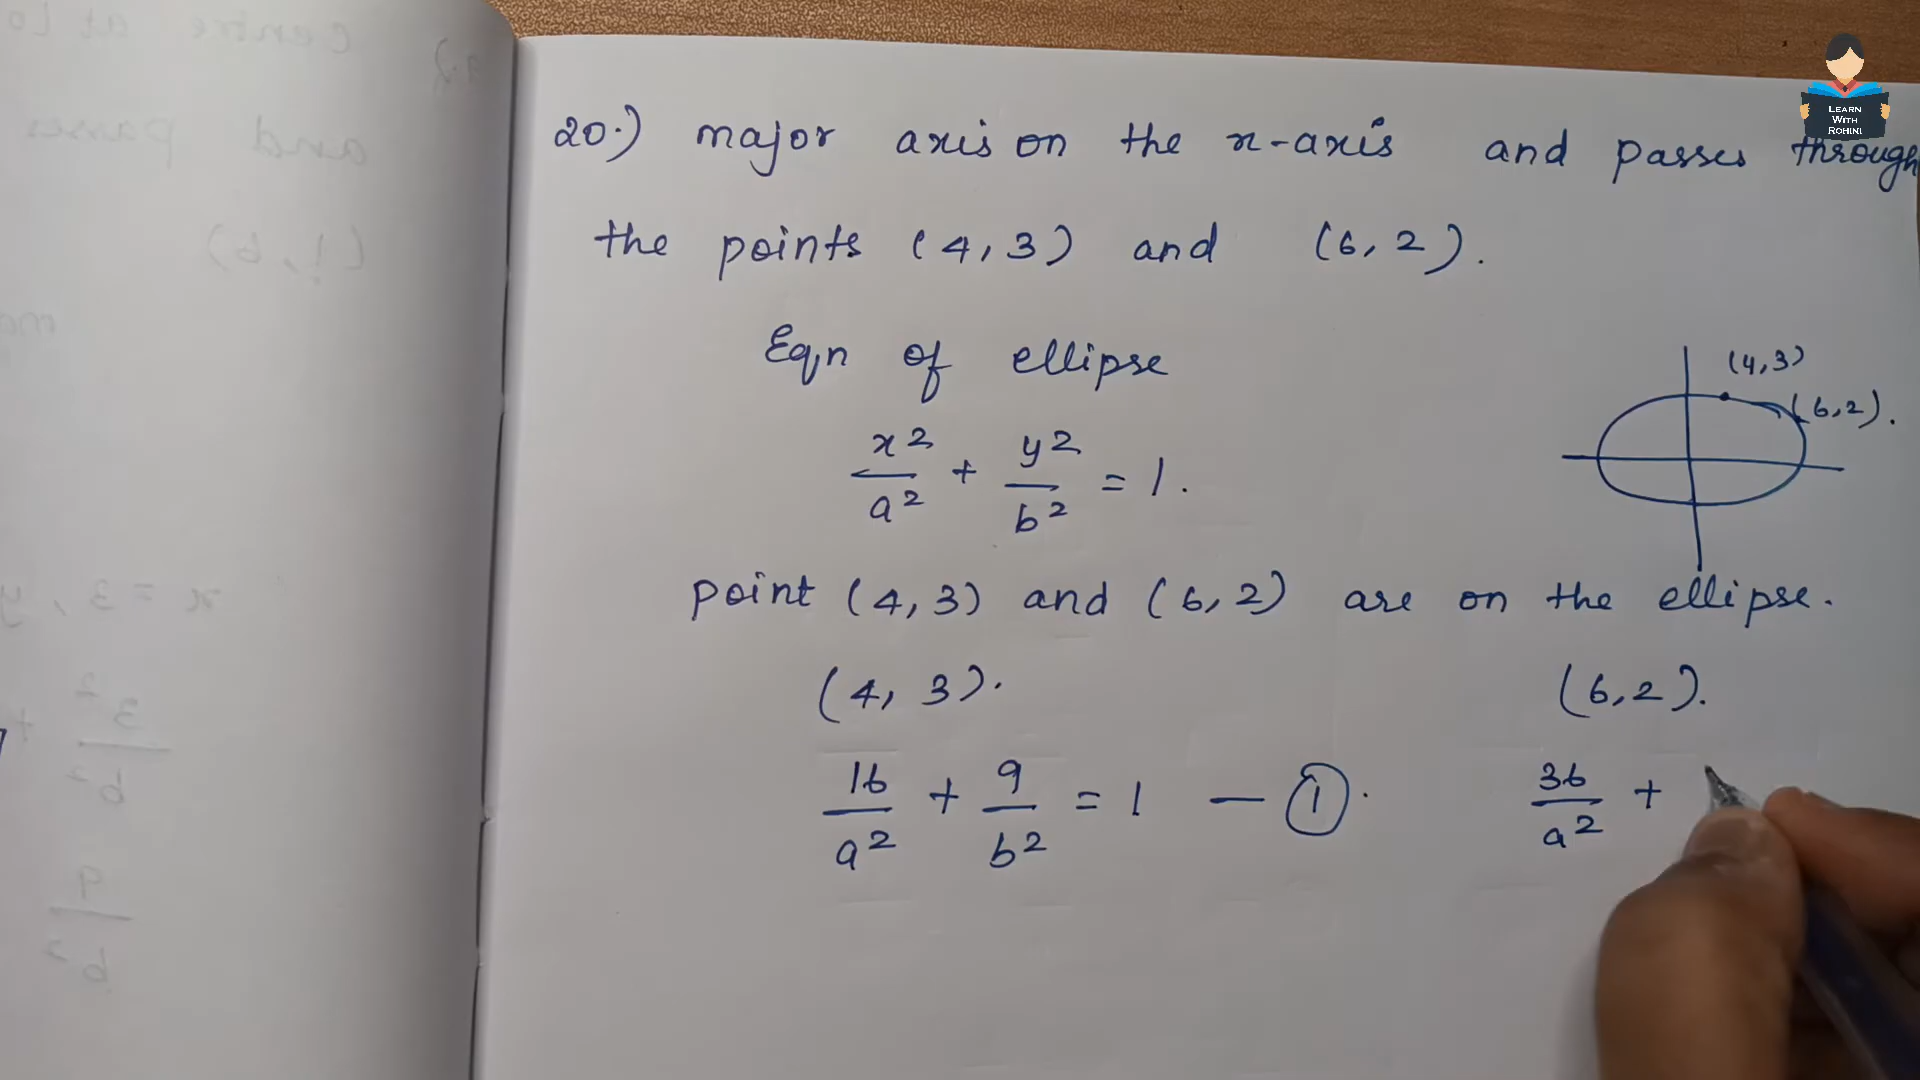 20.) major axis on the x-axis and passes through
the points (4,3) and (6,2).
Eqn of ellipse
x²/a² + y²/b² = 1.
(4,3)
(6,2).
point (4,3) and (6,2) are on the ellipse.
(4, 3). (6,2).
16/a² + 9/b² = 1 — ① . 36/a² +
LEARN
WITH
ROHINI